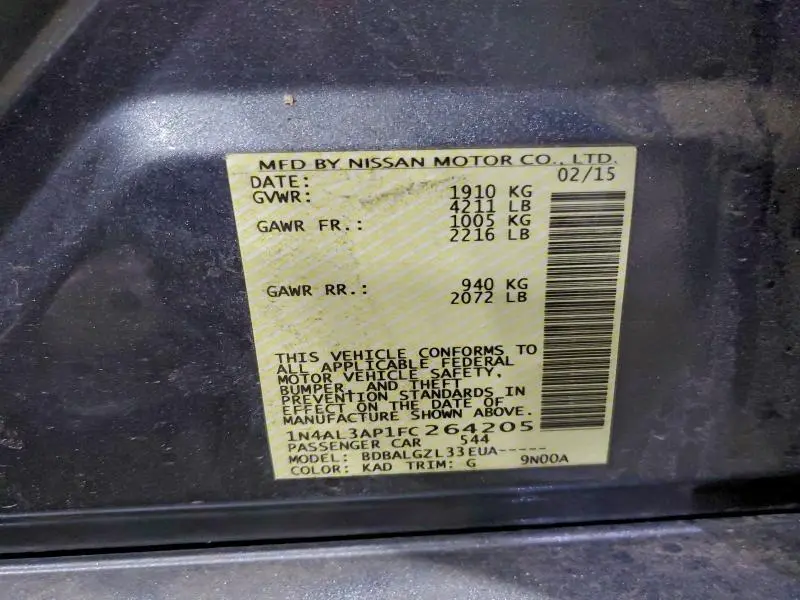 MFD BY NISSAN MOTOR CO., LTD.
DATE: 02/15
GVWR: 1910 KG
4211 LB
GAWR FR.: 1005 KG
2216 LB
GAWR RR.: 940 KG
2072 LB
THIS VEHICLE CONFORMS TO
ALL APPLICABLE FEDERAL
MOTOR VEHICLE SAFETY,
BUMPER, AND THEFT
PREVENTION STANDARDS IN
EFFECT ON THE DATE OF
MANUFACTURE SHOWN ABOVE.
1N4AL3AP1FC264205
PASSENGER CAR 544
MODEL: BDBALGZL33EUA-----
COLOR: KAD TRIM: G 9N00A